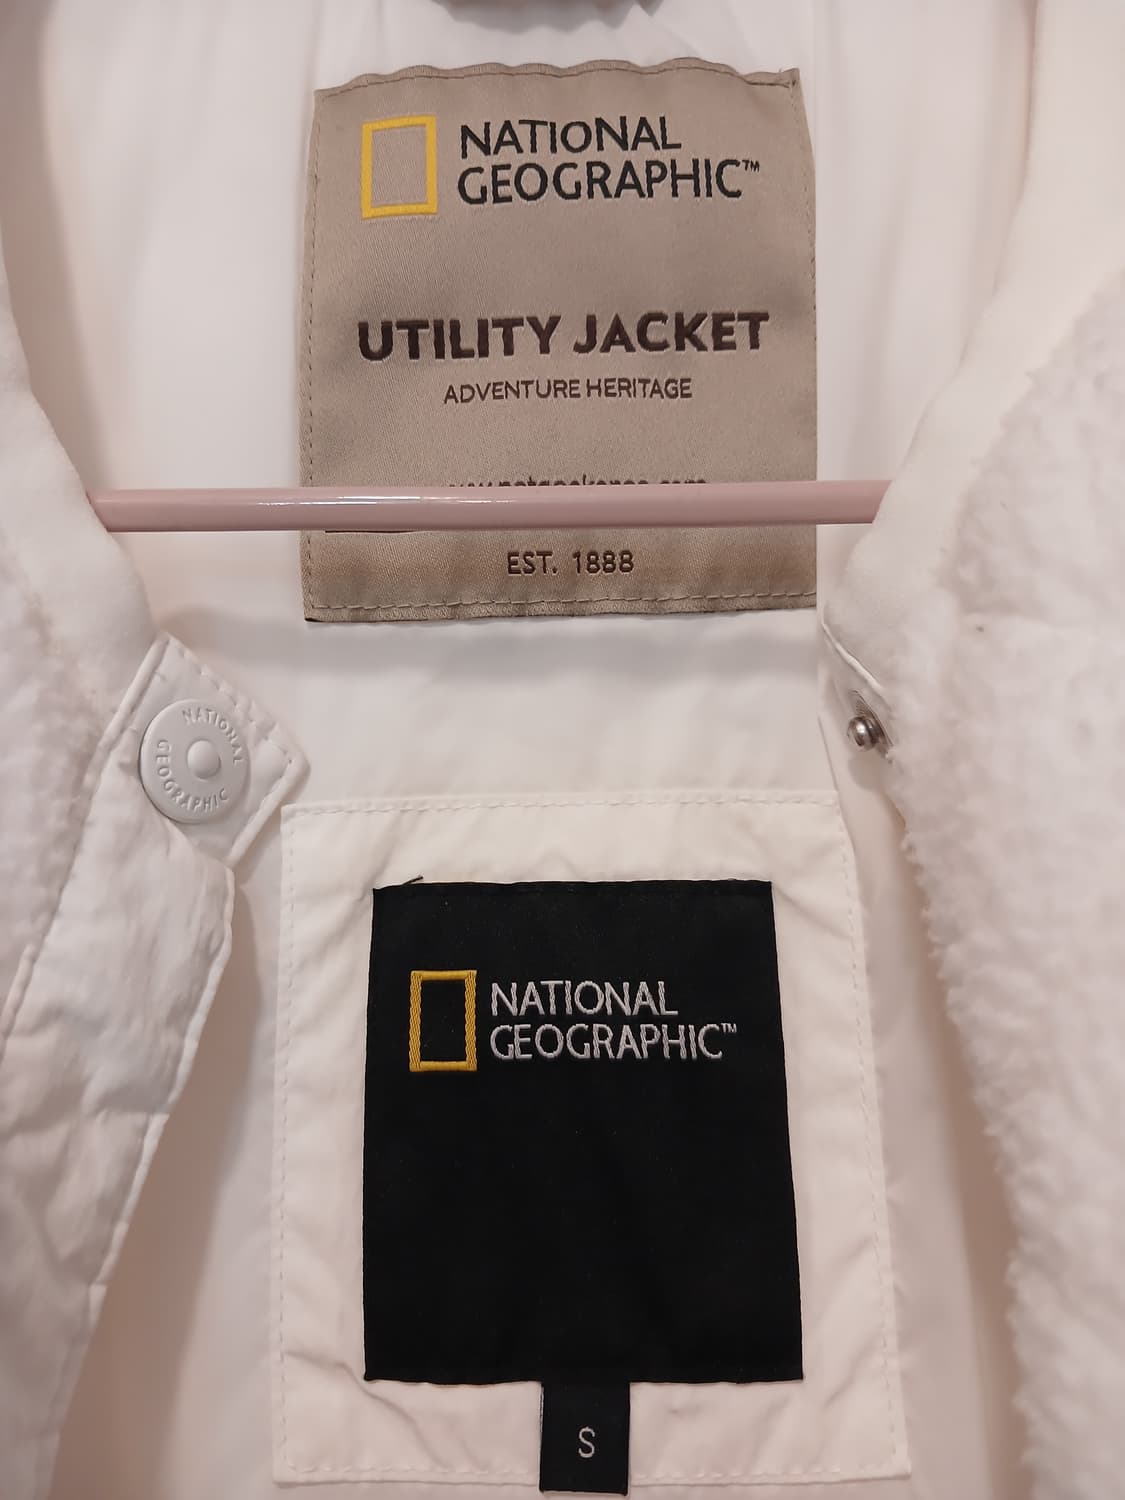 NATIONAL
GEOGRAPHIC™
UTILITY JACKET
ADVENTURE HERITAGE
EST. 1888
NATIONAL
GEOGRAPHIC
NATIONAL
GEOGRAPHIC™
S